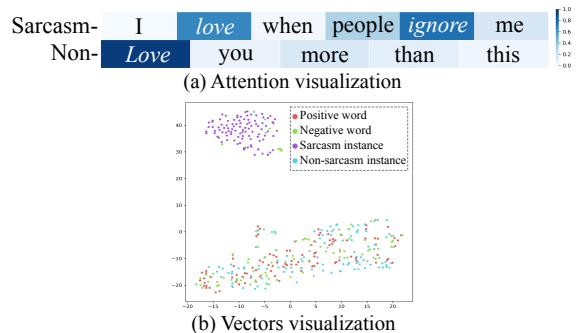 Sarcasm- I love when people ignore me
Non- Love you more than this
1.0
0.8
0.6
0.4
0.2
0.0
(a) Attention visualization
Positive word
Negative word
Sarcasm instance
Non-sarcasm instance
40
30
20
10
0
−10
−20
−20 −15 −10 −5 0 5 10 15 20
(b) Vectors visualization